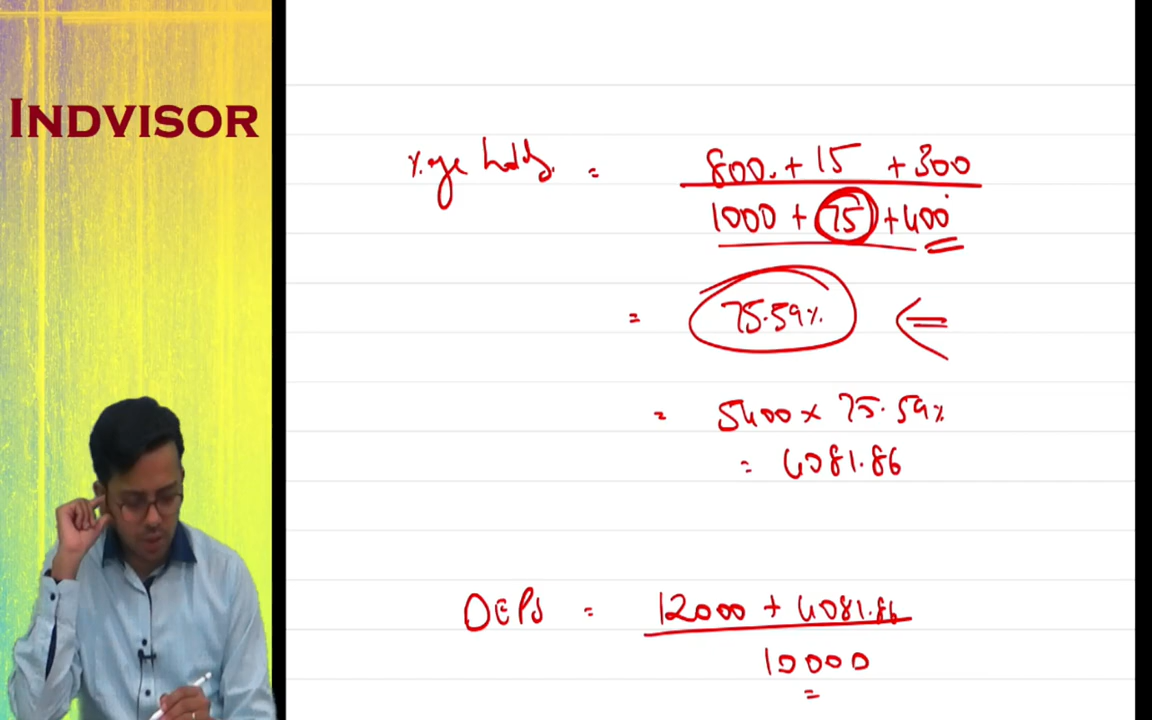 INDVISOR
%.age holdg. = 800. + 15 + 300
1000 + 75 + 400
= 75.59%
= 5400 × 75.59%
= 4081.86
DEPS = 12000 + 4081.86
10000
=